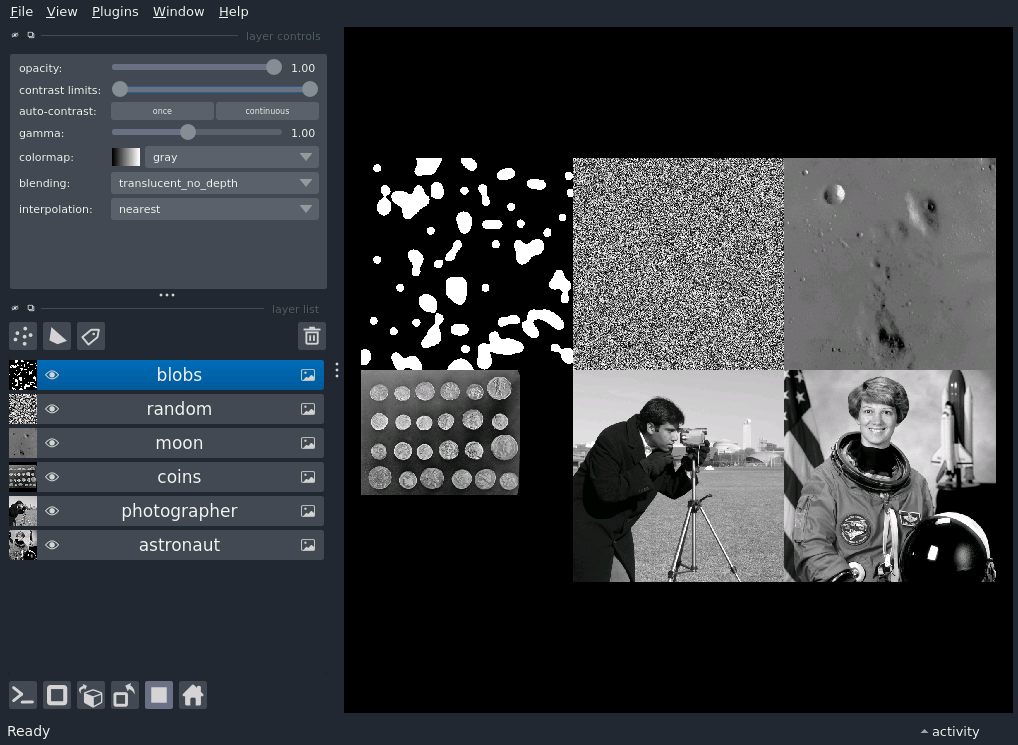 File View Plugins Window Help
layer controls
opacity: 1.00
contrast limits:
auto-contrast: once continuous
gamma: 1.00
colormap: gray
blending: translucent_no_depth
interpolation: nearest
layer list
blobs
random
moon
coins
photographer
astronaut
Ready
activity